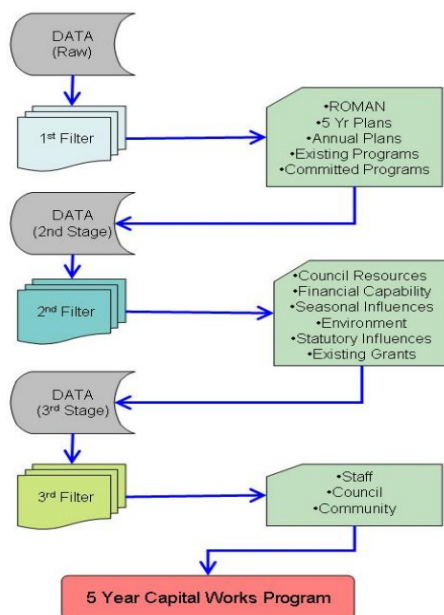 DATA
(Raw)
1st Filter
•ROMAN
•5 Yr Plans
•Annual Plans
•Existing Programs
•Committed Programs
DATA
(2nd Stage)
2nd Filter
•Council Resources
•Financial Capability
•Seasonal Influences
•Environment
•Statutory Influences
•Existing Grants
DATA
(3rd Stage)
3rd Filter
•Staff
•Council
•Community
5 Year Capital Works Program